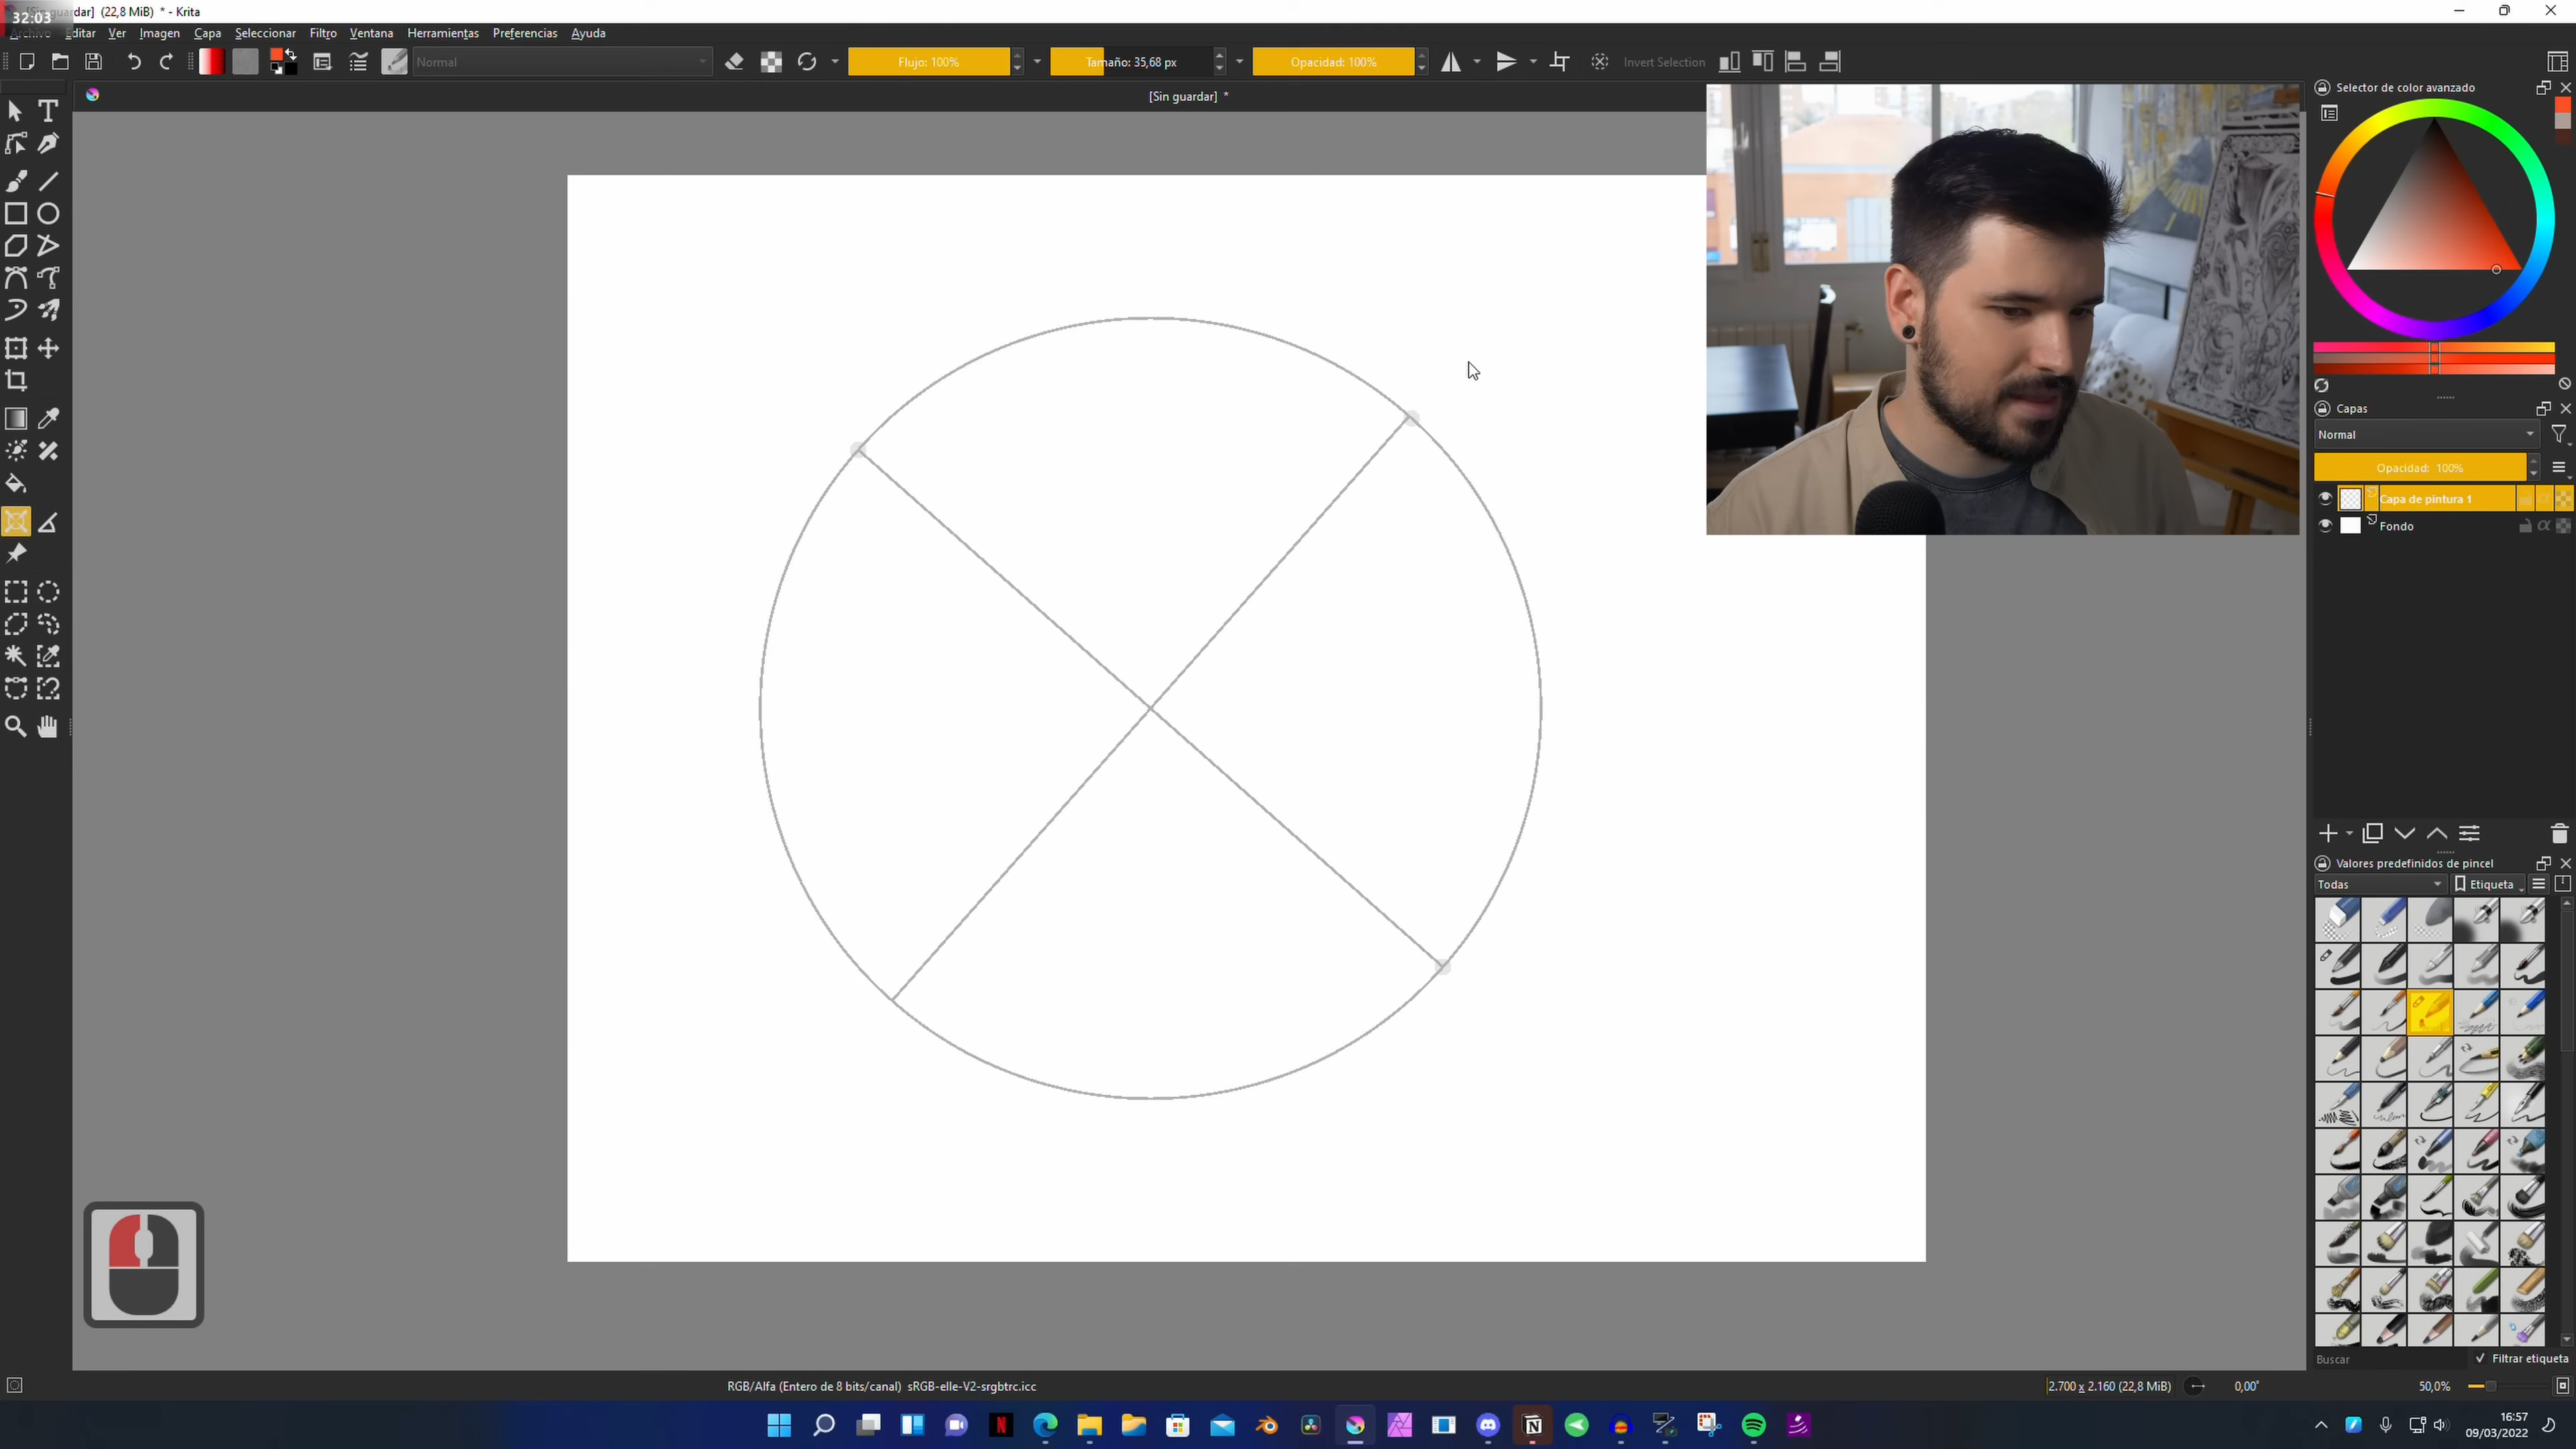 32:03
[Sin guardar] (22,8 MiB) * - Krita
Archivo Editar Ver Imagen Capa Seleccionar Filtro Ventana Herramientas Preferencias Ayuda
Normal
Flujo: 100%
Tamaño: 35,68 px
Opacidad: 100%
Invert Selection
[Sin guardar] *
Selector de color avanzado
Capas
Normal
Opacidad: 100%
Capa de pintura 1
Fondo
Valores predefinidos de pincel
Todas
Etiqueta
Buscar
Filtrar etiqueta
RGB/Alfa (Entero de 8 bits/canal) sRGB-elle-V2-srgbtrc.icc
2.700 x 2.160 (22,8 MiB)
0,00°
50,0%
16:57
09/03/2022